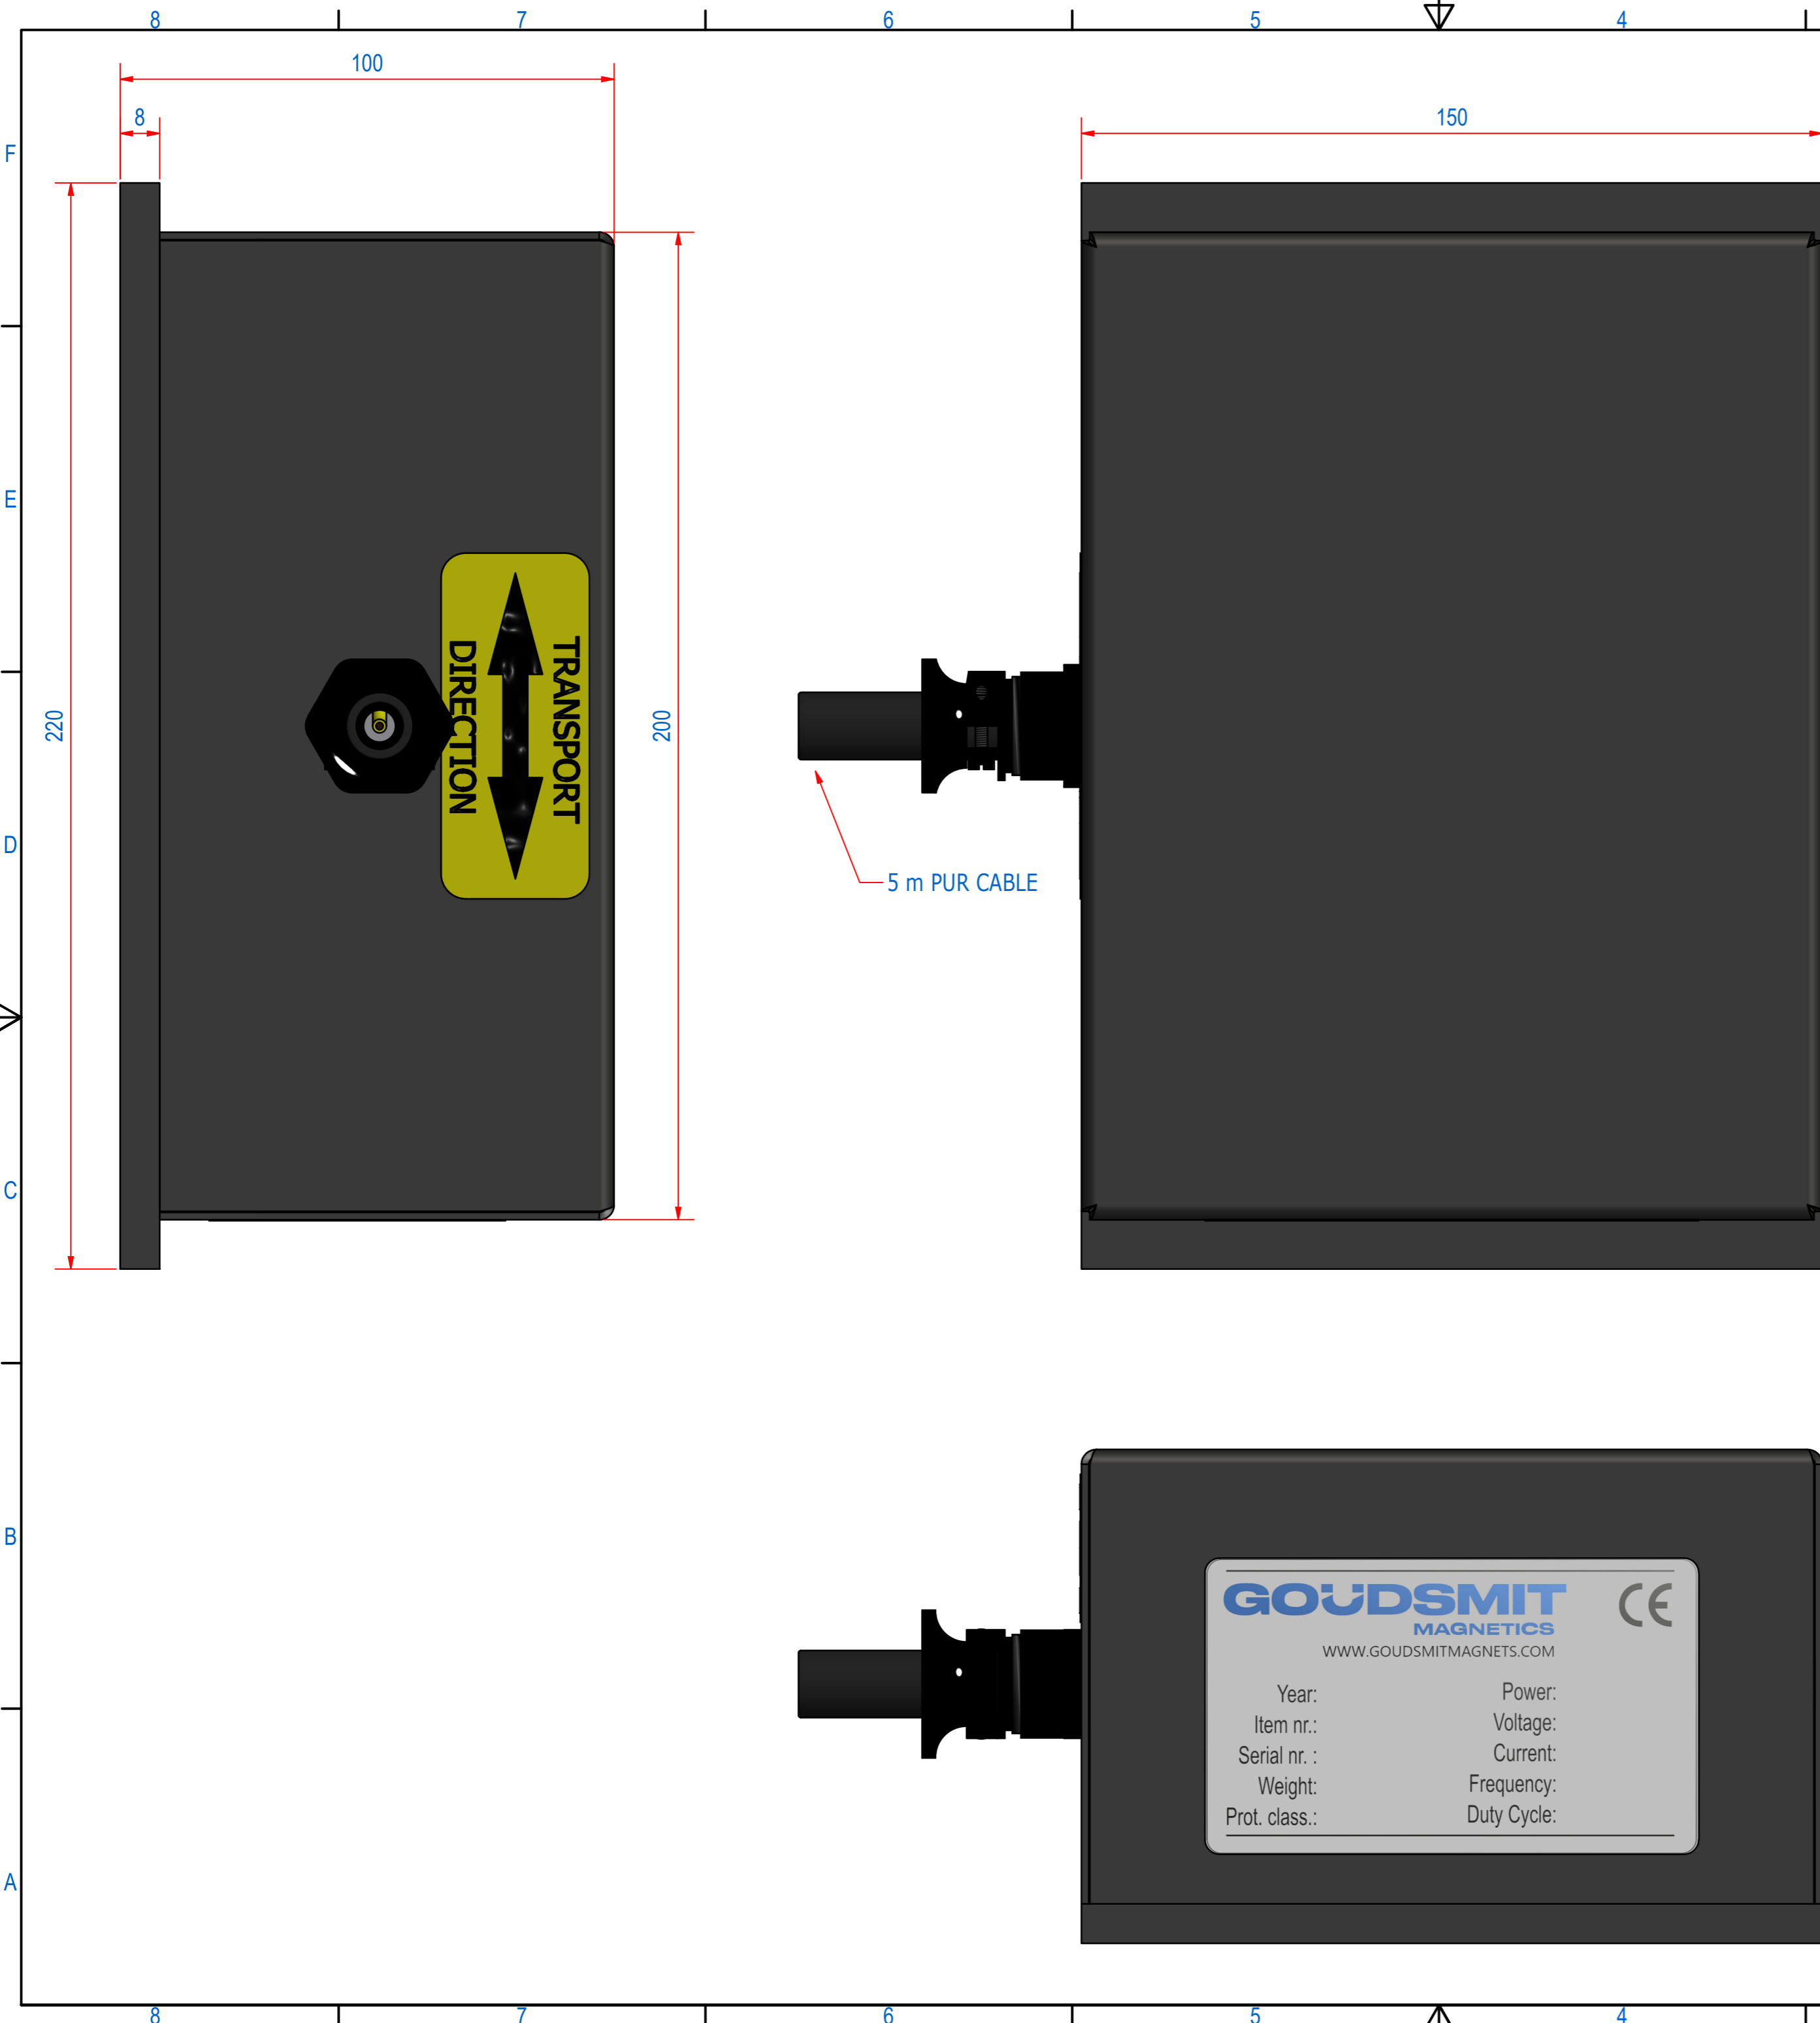 8 7 6 5 4
100
8
150
F
E
D
C
B
A
220
200
TRANSPORT
DIRECTION
5 m PUR CABLE
GOUDSMIT
MAGNETICS
WWW.GOUDSMITMAGNETS.COM
CE
Year:
Item nr.:
Serial nr. :
Weight:
Prot. class.:
Power:
Voltage:
Current:
Frequency:
Duty Cycle:
8 7 6 5 4